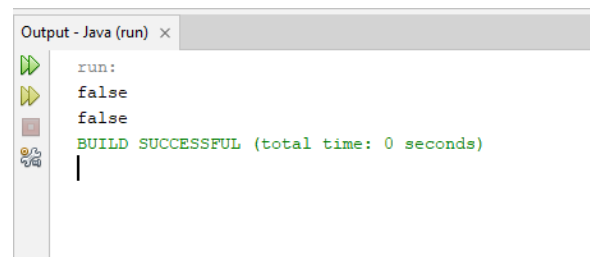 Output - Java (run) ×
run:
false
false
BUILD SUCCESSFUL (total time: 0 seconds)